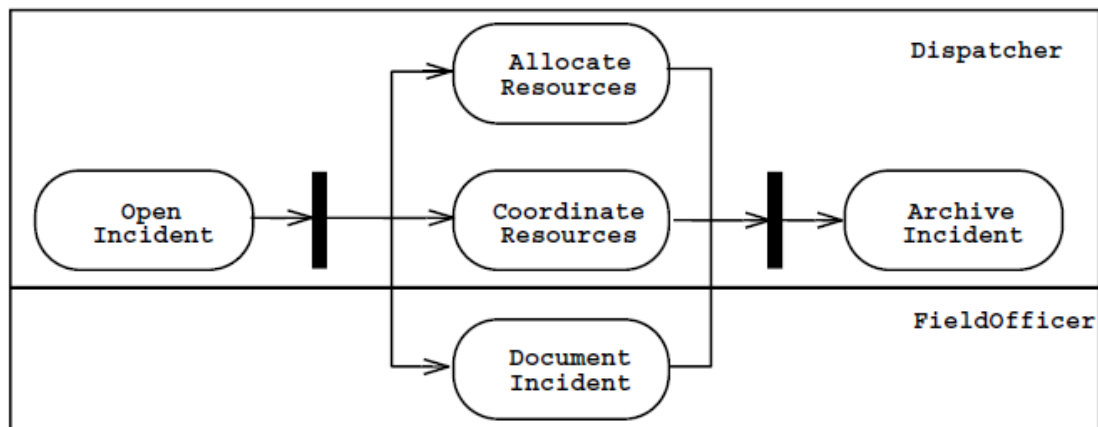 Allocate
Resources
Dispatcher
Open
Incident
Coordinate
Resources
Archive
Incident
FieldOfficer
Document
Incident